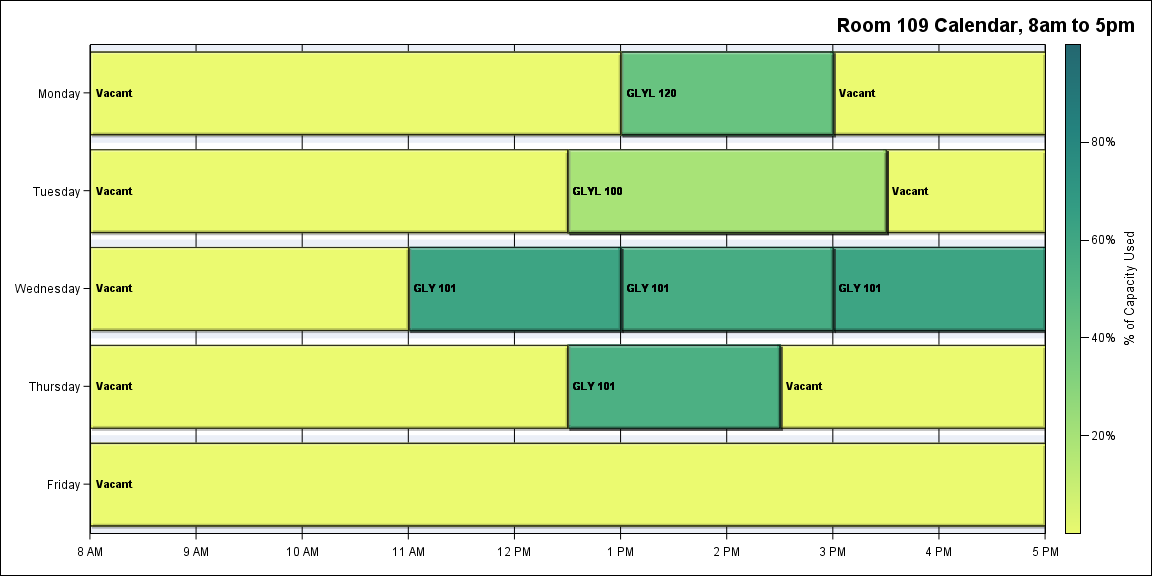 Room 109 Calendar, 8am to 5pm
Monday
Vacant
GLYL 120
Vacant
Tuesday
Vacant
GLYL 100
Vacant
Wednesday
Vacant
GLY 101
GLY 101
GLY 101
Thursday
Vacant
GLY 101
Vacant
Friday
Vacant
8 AM
9 AM
10 AM
11 AM
12 PM
1 PM
2 PM
3 PM
4 PM
5 PM
80%
60%
40%
20%
% of Capacity Used